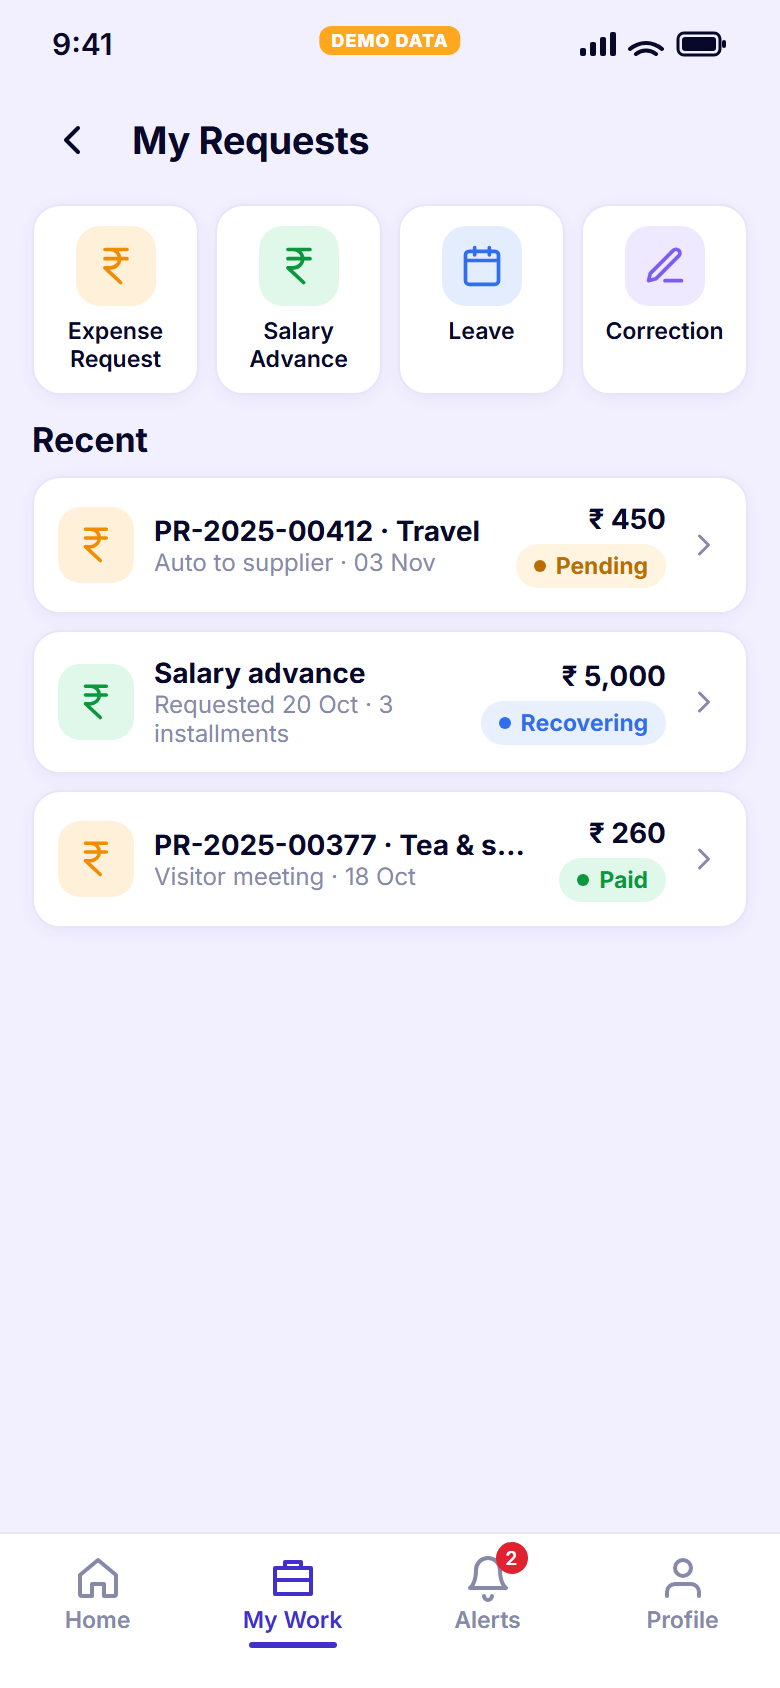 9:41
DEMO DATA
My Requests
Expense
Request
Salary
Advance
Leave
Correction
Recent
PR-2025-00412 · Travel
Auto to supplier · 03 Nov
₹ 450
Pending
Salary advance
Requested 20 Oct · 3
installments
₹ 5,000
Recovering
PR-2025-00377 · Tea & s...
Visitor meeting · 18 Oct
₹ 260
Paid
2
Home
My Work
Alerts
Profile